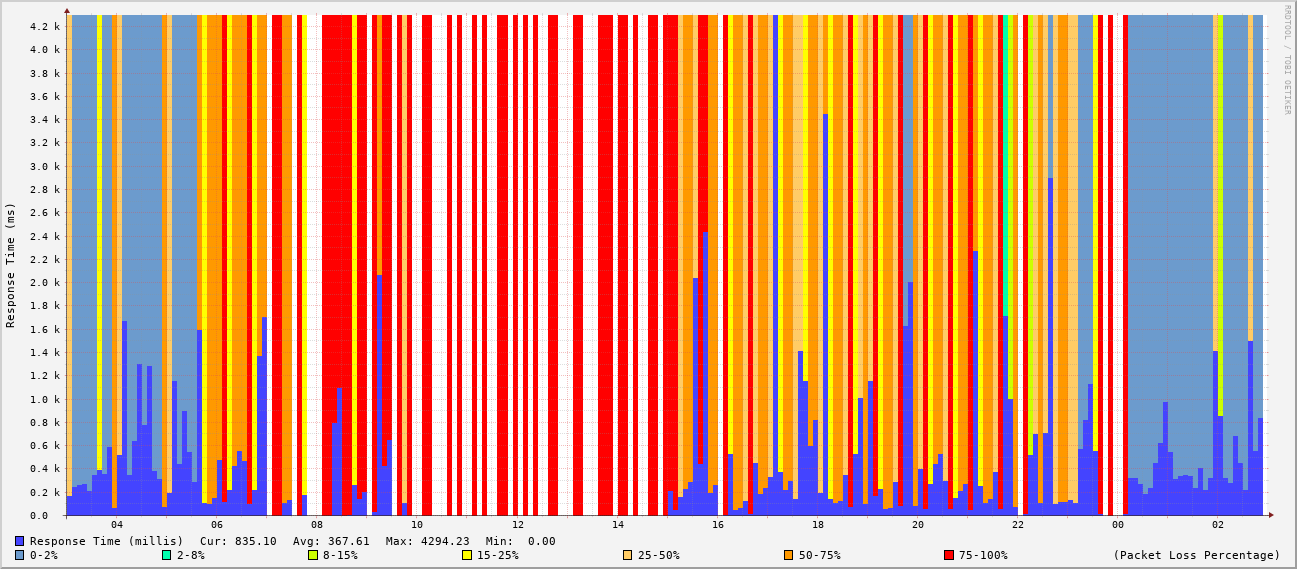 RRDTOOL / TOBI OETIKER
Response Time (ms)
4.2 k
4.0 k
3.8 k
3.6 k
3.4 k
3.2 k
3.0 k
2.8 k
2.6 k
2.4 k
2.2 k
2.0 k
1.8 k
1.6 k
1.4 k
1.2 k
1.0 k
0.8 k
0.6 k
0.4 k
0.2 k
0.0
04 06 08 10 12 14 16 18 20 22 00 02
Response Time (millis) Cur: 835.10 Avg: 367.61 Max: 4294.23 Min: 0.00
0-2% 2-8% 8-15% 15-25% 25-50% 50-75% 75-100% (Packet Loss Percentage)